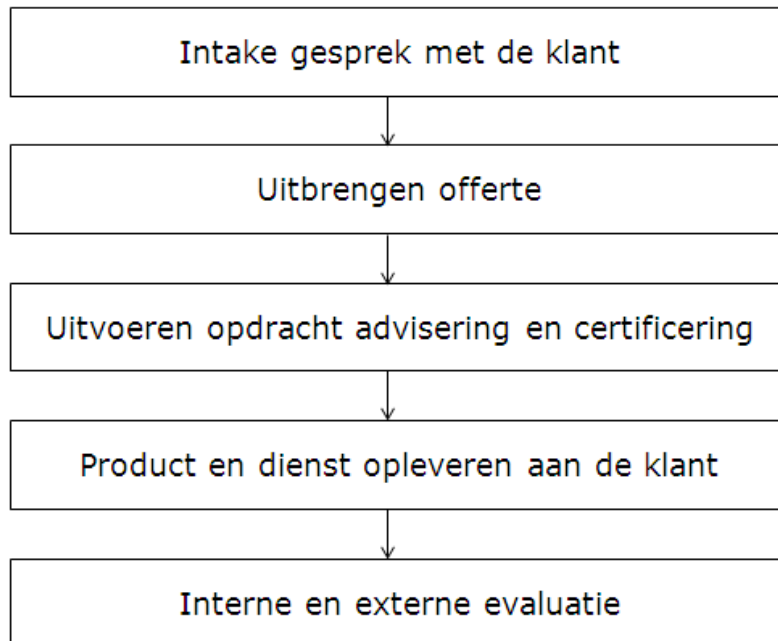 Intake gesprek met de klant
Uitbrengen offerte
Uitvoeren opdracht advisering en certificering
Product en dienst opleveren aan de klant
Interne en externe evaluatie